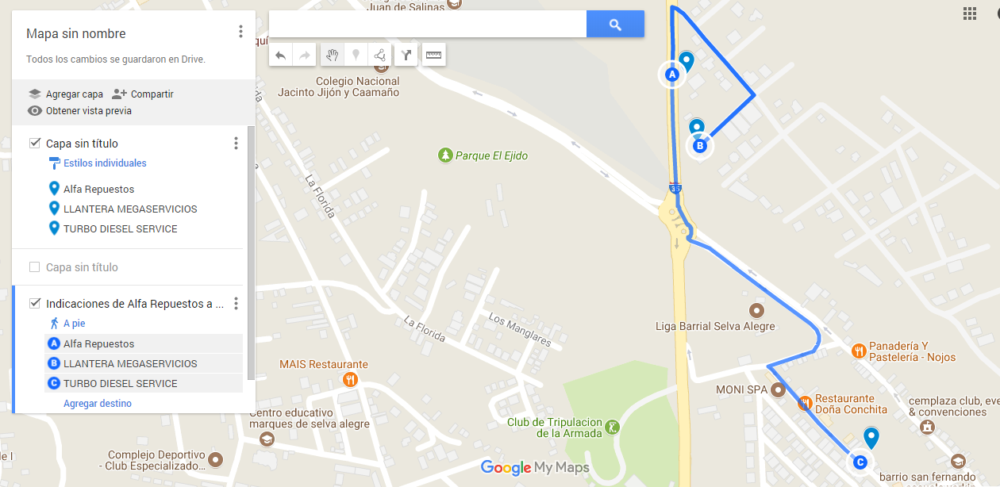 Mapa sin nombre
Todos los cambios se guardaron en Drive.
Agregar capa
Compartir
Obtener vista previa
Capa sin título
Estilos individuales
Alfa Repuestos
LLANTERA MEGASERVICIOS
TURBO DIESEL SERVICE
Capa sin título
Indicaciones de Alfa Repuestos a ...
A pie
A Alfa Repuestos
B LLANTERA MEGASERVICIOS
C TURBO DIESEL SERVICE
Agregar destino
Juan de Salinas
Colegio Nacional
Jacinto Jijón y Caamaño
Parque El Ejido
La Florida
A
B
35
La Florida
Los Manglares
Liga Barrial Selva Alegre
Panadería Y
Pastelería - Nojos
MAIS Restaurante
MONI SPA
Restaurante
Doña Conchita
cemplaza club, eve
& convenciones
Centro educativo
marques de selva alegre
Club de Tripulacion
de la Armada
Complejo Deportivo
- Club Especializado...
C
Google My Maps
barrio san fernando